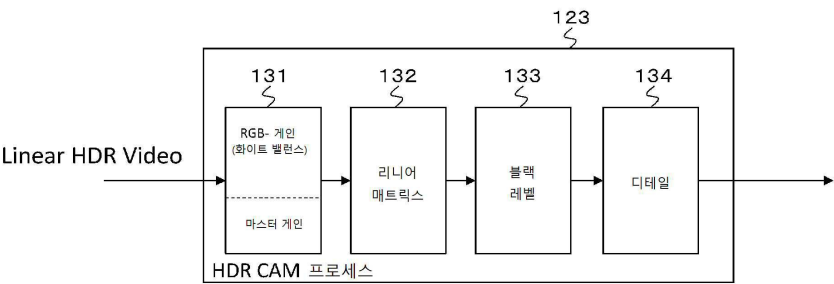 123
131
132
133
134
RGB- 게인
(화이트 밸런스)
마스터 게인
리니어
매트릭스
블랙
레벨
디테일
Linear HDR Video
HDR CAM 프로세스